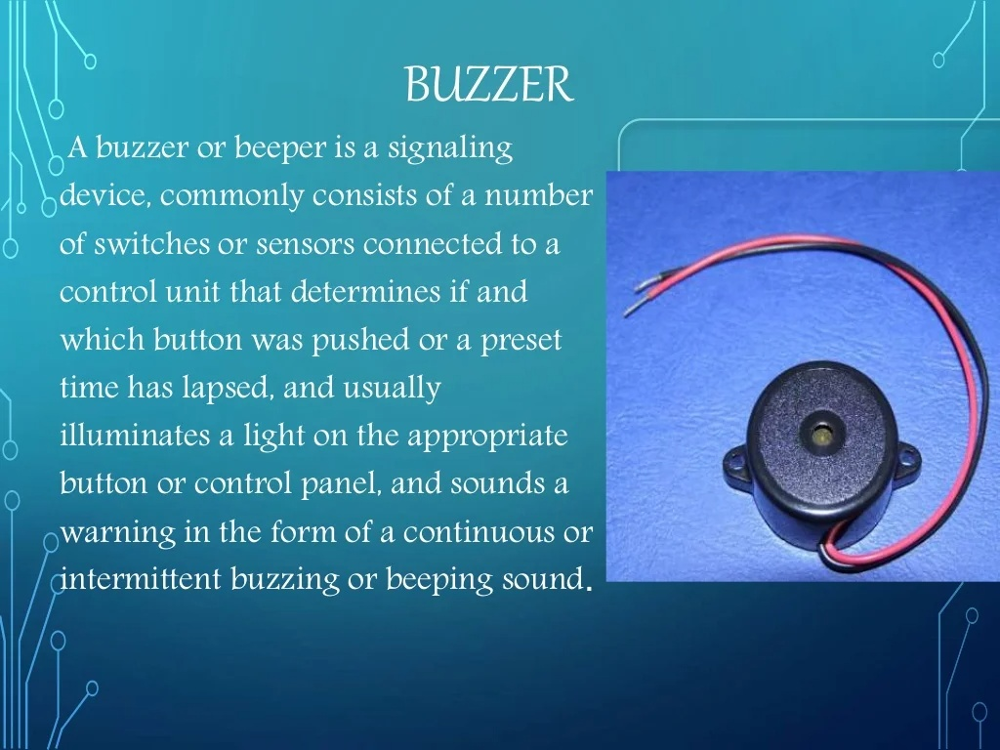 BUZZER
A buzzer or beeper is a signaling
device, commonly consists of a number
of switches or sensors connected to a
control unit that determines if and
which button was pushed or a preset
time has lapsed, and usually
illuminates a light on the appropriate
button or control panel, and sounds a
warning in the form of a continuous or
intermittent buzzing or beeping sound.